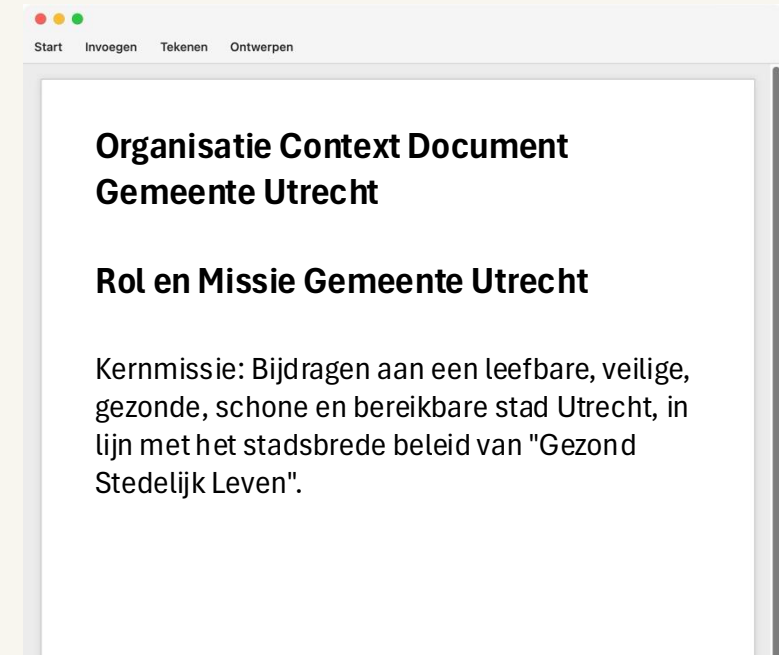 Start Invoegen Tekenen Ontwerpen
Organisatie Context Document
Gemeente Utrecht
Rol en Missie Gemeente Utrecht
Kernmissie: Bijdragen aan een leefbare, veilige,
gezonde, schone en bereikbare stad Utrecht, in
lijn met het stadsbrede beleid van "Gezond
Stedelijk Leven".